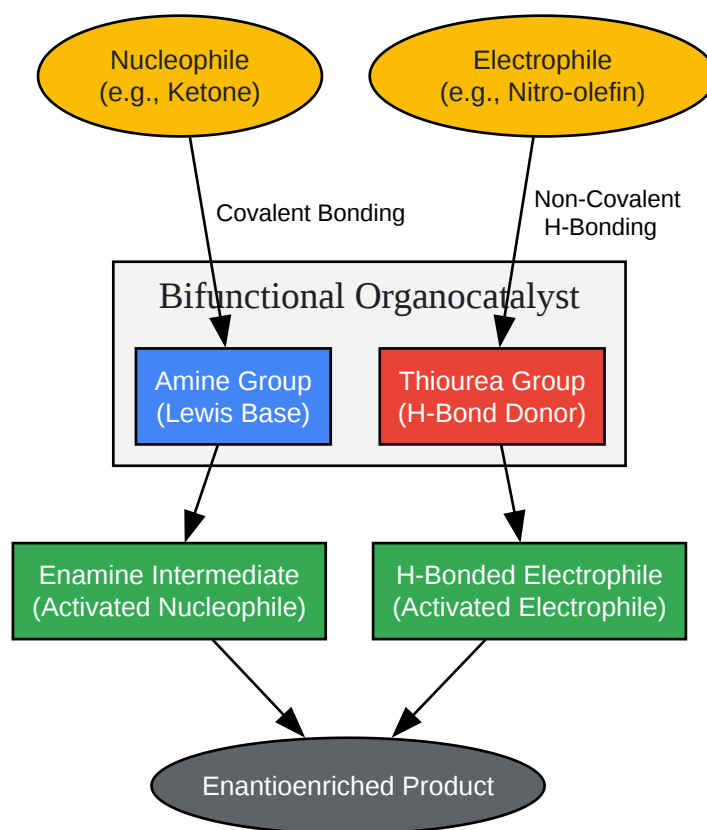 Nucleophile
(e.g., Ketone)
Electrophile
(e.g., Nitro-olefin)
Covalent Bonding
Non-Covalent
H-Bonding
Bifunctional Organocatalyst
Amine Group
(Lewis Base)
Thiourea Group
(H-Bond Donor)
Enamine Intermediate
(Activated Nucleophile)
H-Bonded Electrophile
(Activated Electrophile)
Enantioenriched Product